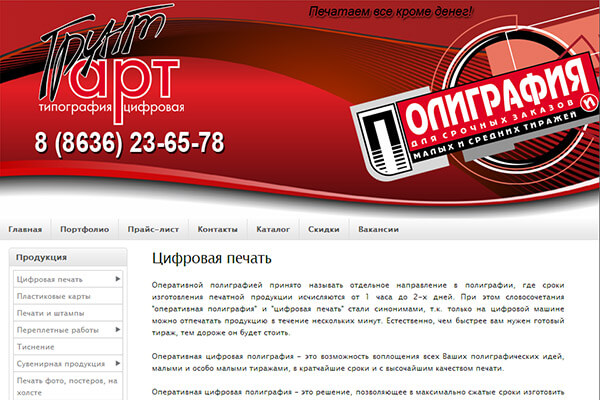 Печатаем все кроме денег!
Принт
арт
типография цифровая
8 (8636) 23-65-78
ПОЛИГРАФИЯ
ДЛЯ СРОЧНЫХ ЗАКАЗОВ
МАЛЫХ И СРЕДНИХ ТИРАЖЕЙ
Главная Портфолио Прайс-лист Контакты Каталог Скидки Вакансии
Продукция
Цифровая печать
Пластиковые карты
Печати и штампы
Переплетные работы
Тиснение
Сувенирная продукция
Печать фото, постеров, на
холсте
Цифровая печать
Оперативной полиграфией принято называть отдельное направление в полиграфии, где сроки
изготовления печатной продукции исчисляются от 1 часа до 2-х дней. При этом словосочетания
"оперативная полиграфия" и "цифровая печать" стали синонимами, т.к. только на цифровой машине
можно отпечатать продукцию в течение нескольких минут. Естественно, чем быстрее вам нужен готовый
тираж, тем дороже он будет стоить.
Оперативная цифровая полиграфия – это возможность воплощения всех Ваших полиграфических идей,
малыми и особо малыми тиражами, в кратчайшие сроки и с высочайшим качеством печати.
Оперативная цифровая полиграфия – это решение, позволяющее в максимально сжатые сроки изготовить